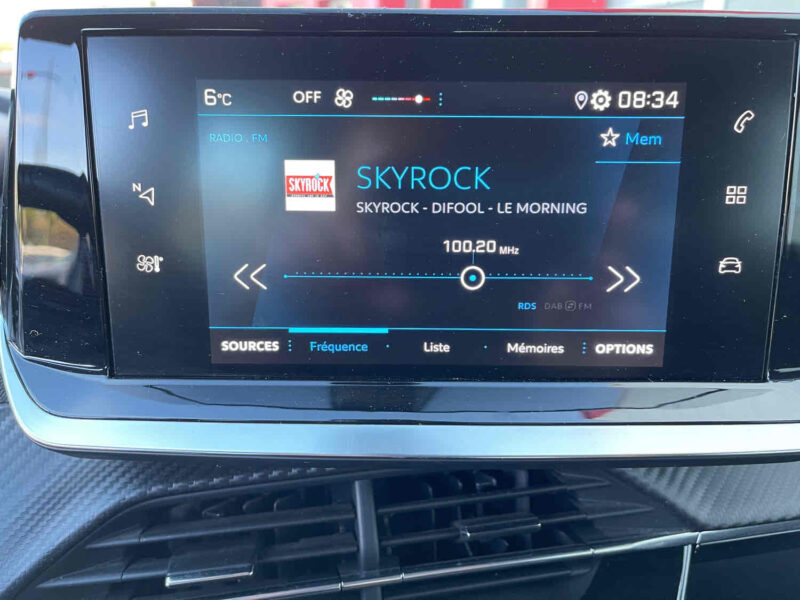 6°C OFF 08:34
RADIO . FM
Mem
SKYROCK
SKYROCK
SKYROCK - DIFOOL - LE MORNING
100.20 MHz
N
RDS DAB FM
SOURCES Fréquence Liste Mémoires OPTIONS